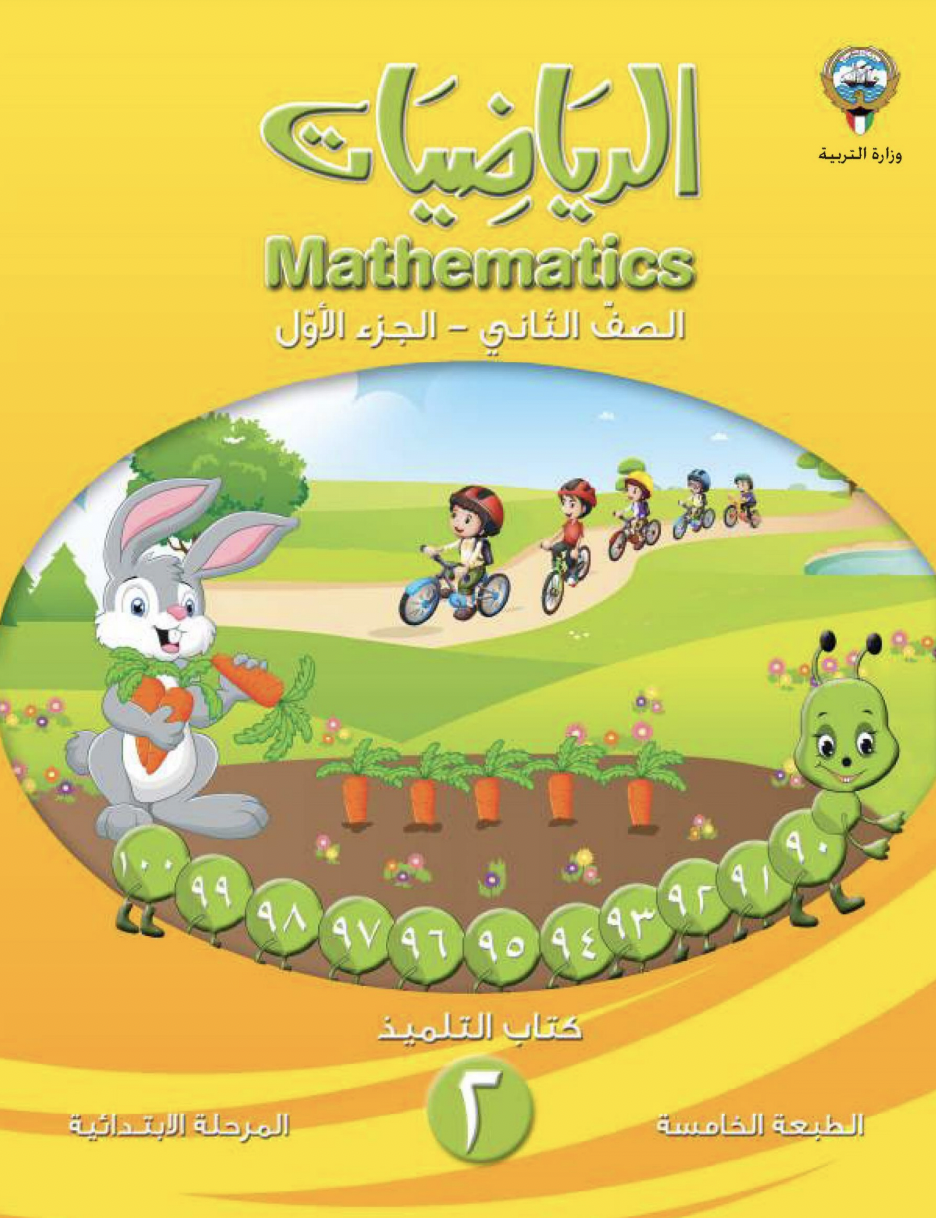 وزارة التربية
الرياضيات
Mathematics
الصفّ الثاني - الجزء الأوّل
٩٠
٩١
٩٢
٩٣
٩٤
٩٥
٩٦
٩٧
٩٨
٩٩
١٠٠
كتاب التلميذ
٢
الطبعة الخامسة
المرحلة الابتدائية